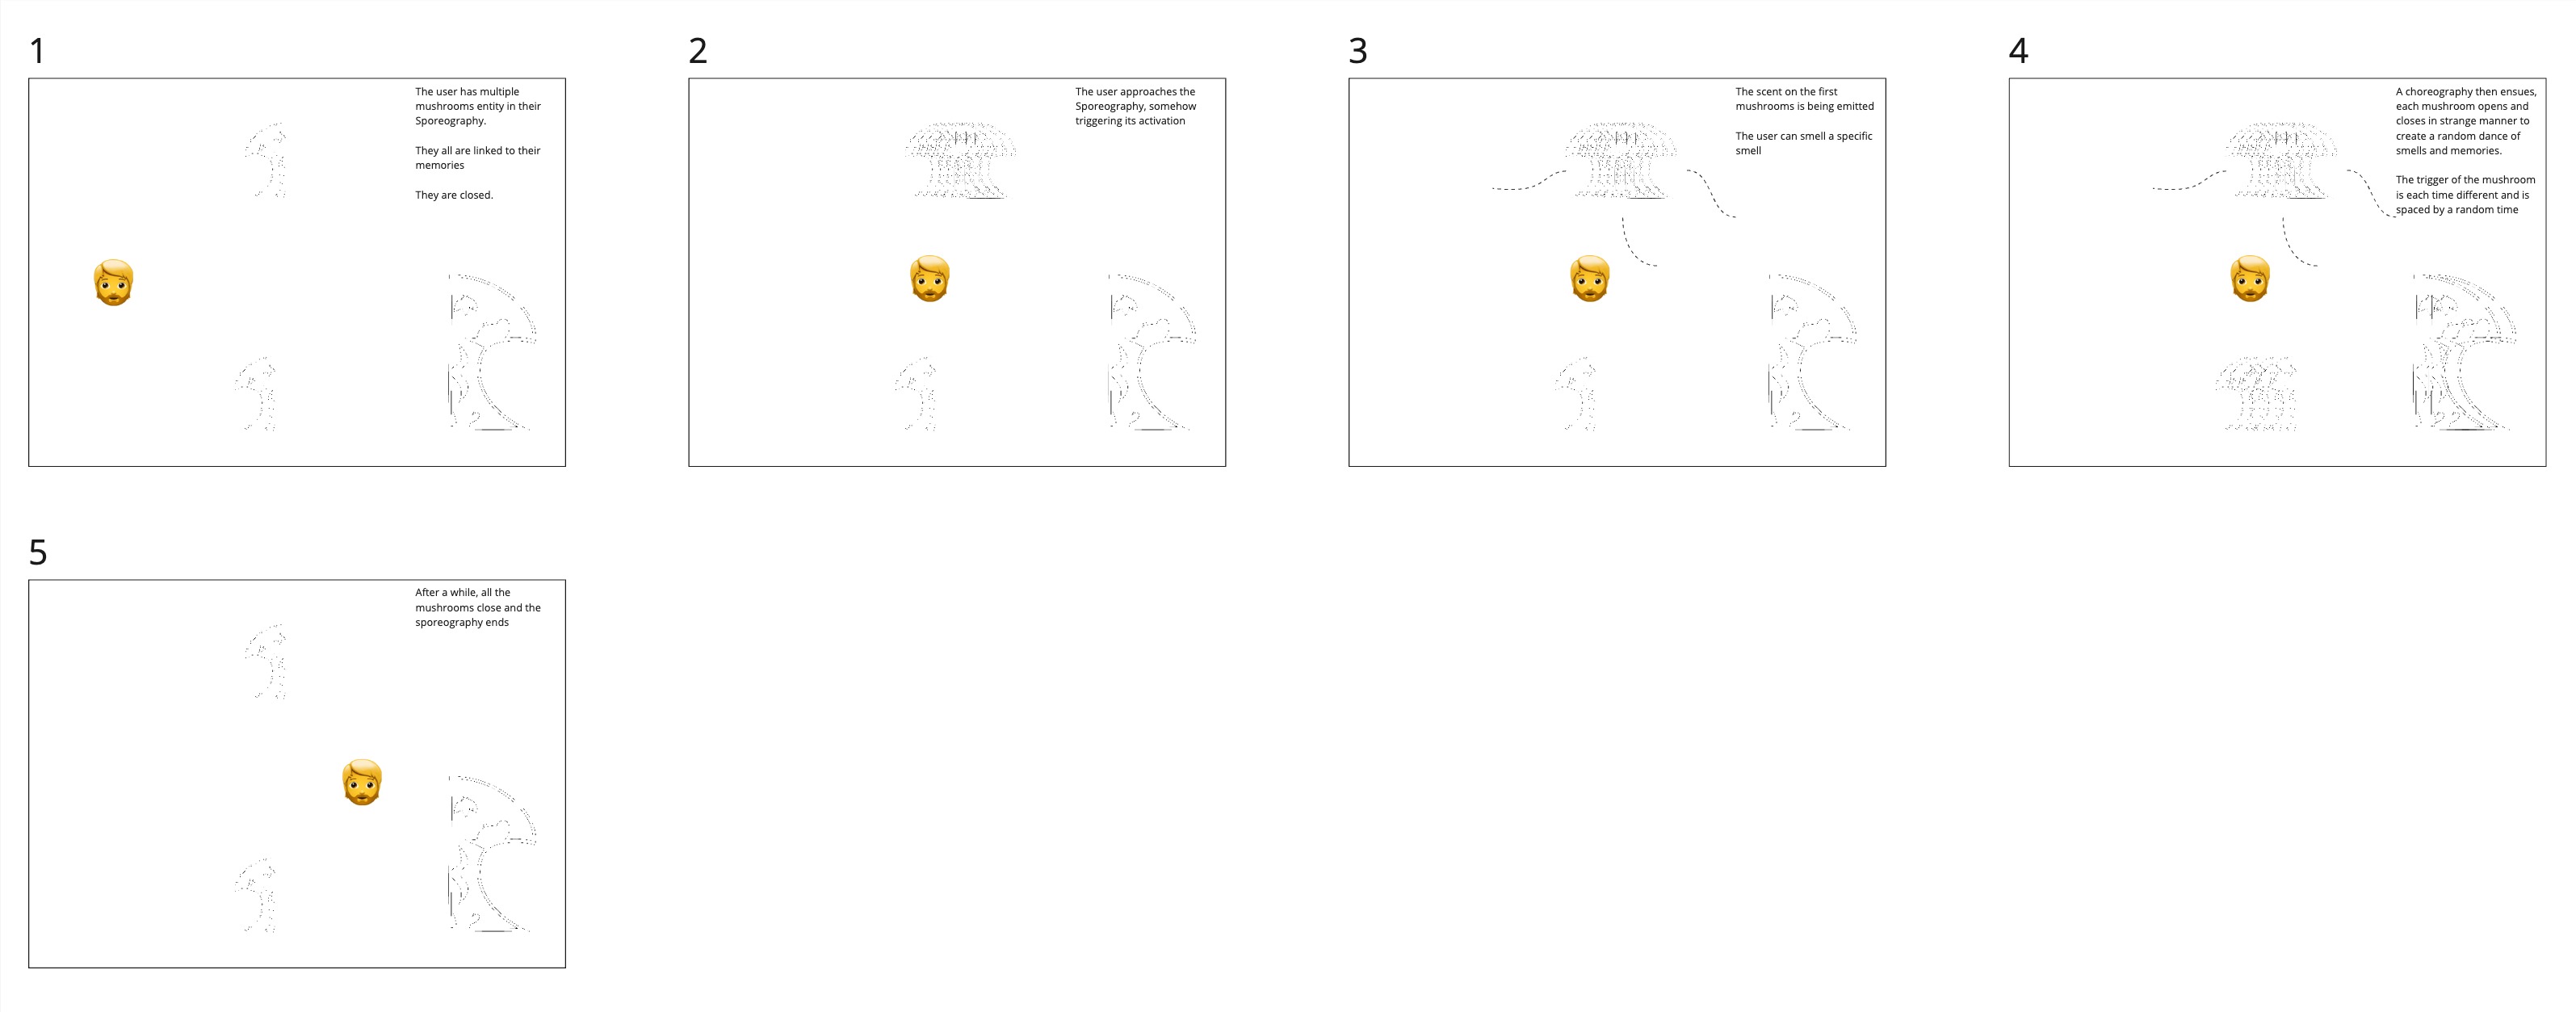 1
The user has multiple
mushrooms entity in their
Sporeography.
They all are linked to their
memories
They are closed.
2
The user approaches the
Sporeography, somehow
triggering its activation
3
The scent on the first
mushrooms is being emitted
The user can smell a specific
smell
4
A choreography then ensues,
each mushroom opens and
closes in strange manner to
create a random dance of
smells and memories.
The trigger of the mushroom
is each time different and is
spaced by a random time
5
After a while, all the
mushrooms close and the
sporeography ends